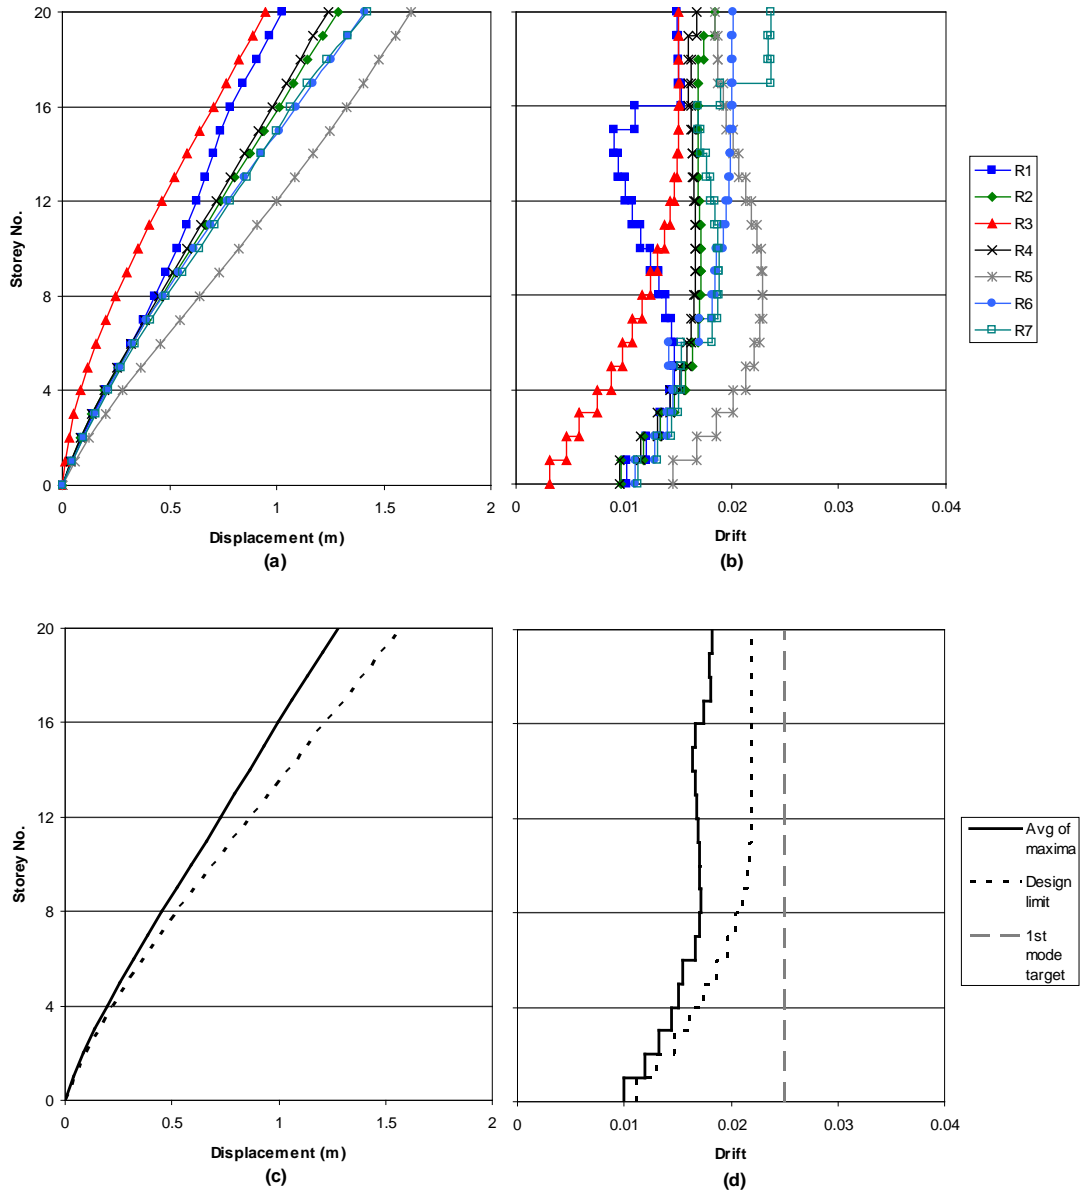 20
16
12
8
4
0
Storey No.
0
0.5
1
1.5
2
Displacement (m)
(a)
0
0.01
0.02
0.03
0.04
Drift
(b)
R1
R2
R3
R4
R5
R6
R7
20
16
12
8
4
0
Storey No.
0
0.5
1
1.5
2
Displacement (m)
(c)
0
0.01
0.02
0.03
0.04
Drift
(d)
Avg of
maxima
Design
limit
1st
mode
target